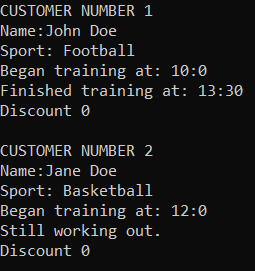 CUSTOMER NUMBER 1
Name:John Doe
Sport: Football
Began training at: 10:0
Finished training at: 13:30
Discount 0
CUSTOMER NUMBER 2
Name:Jane Doe
Sport: Basketball
Began training at: 12:0
Still working out.
Discount 0